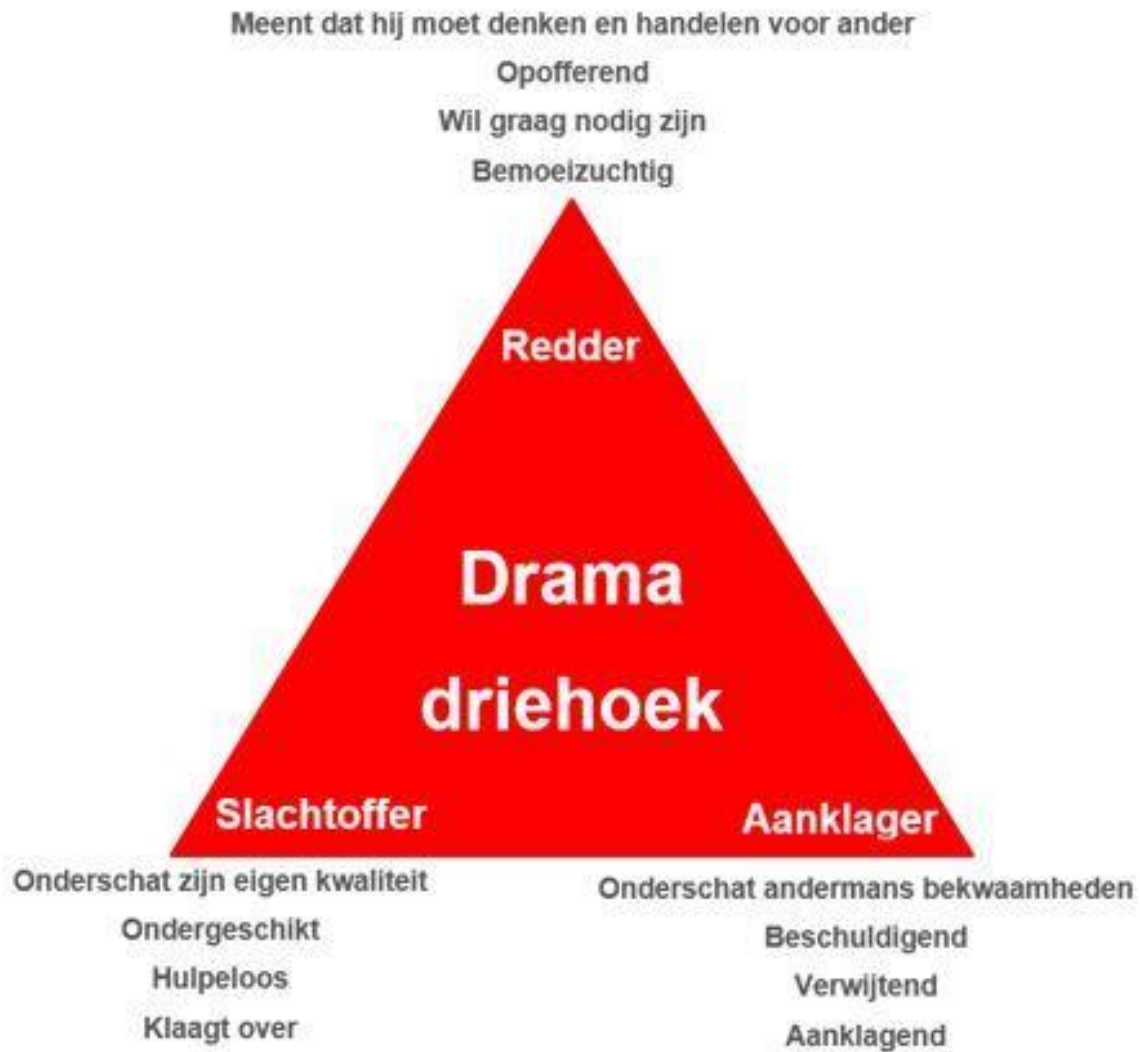 Meent dat hij moet denken en handelen voor ander
Opofferend
Wil graag nodig zijn
Bemoeizuchtig
Redder
Drama
driehoek
Slachtoffer
Aanklager
Onderschat zijn eigen kwaliteit
Ondergeschikt
Hulpeloos
Klaagt over
Onderschat andermans bekwaamheden
Beschuldigend
Verwijtend
Aanklagend